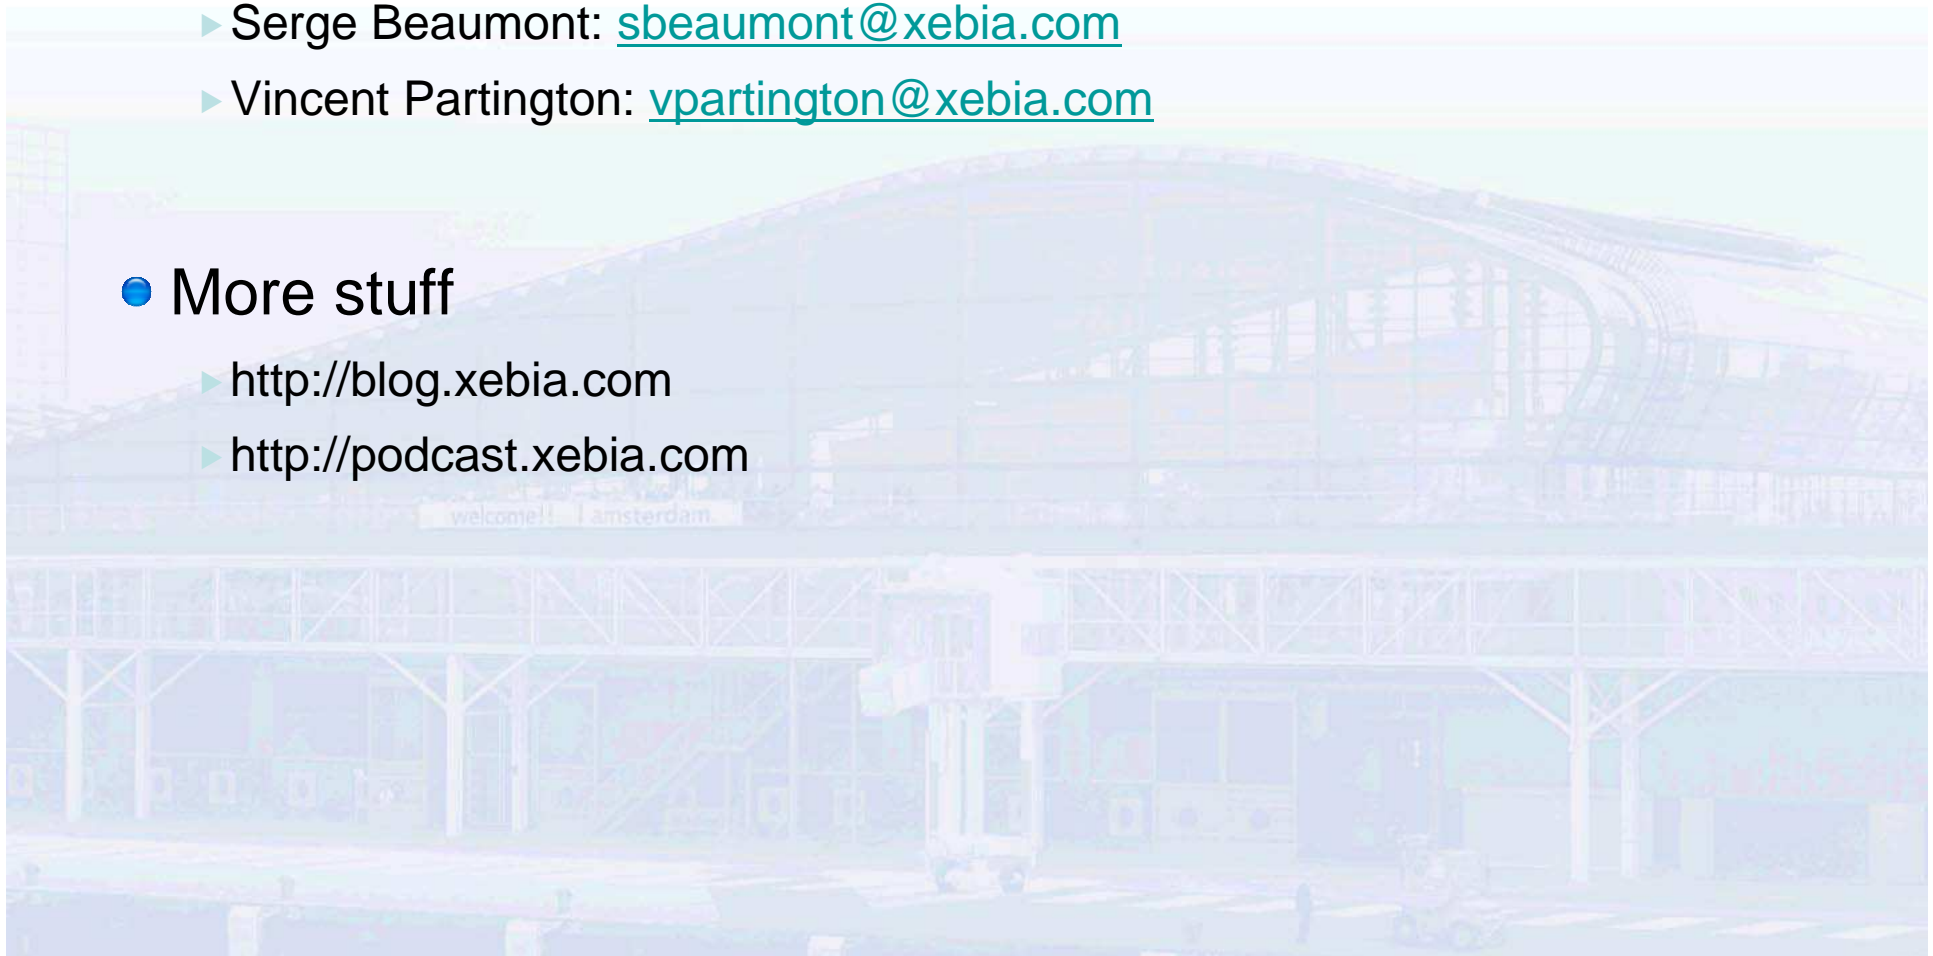 Serge Beaumont: sbeaumont@xebia.com
Vincent Partington: vpartington@xebia.com
More stuff
http://blog.xebia.com
http://podcast.xebia.com
welcome!! I amsterdam.